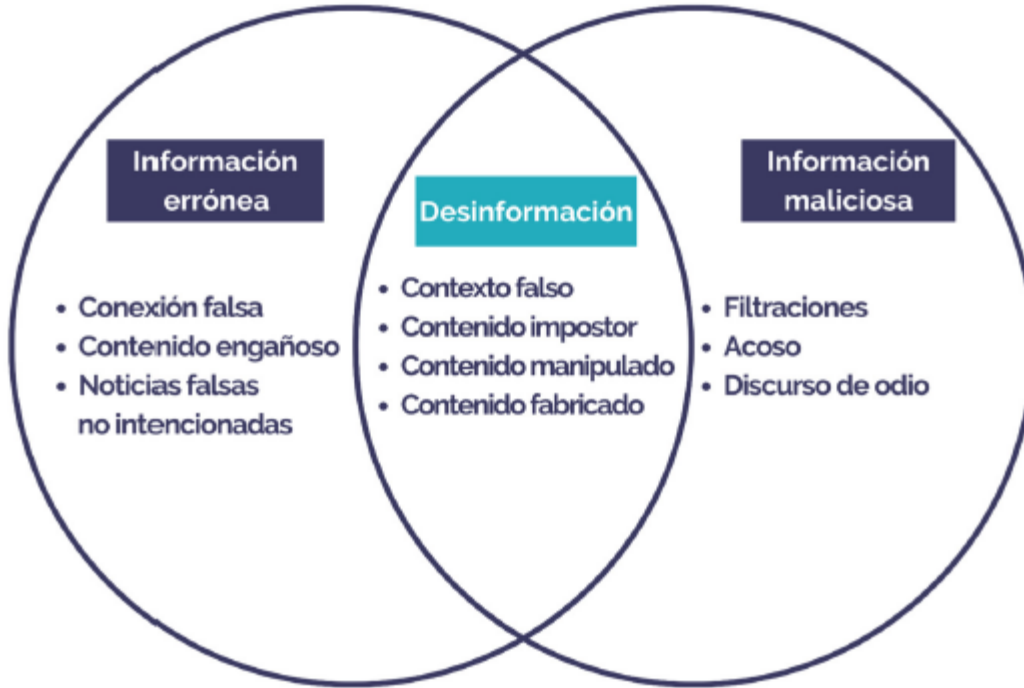 Información
errónea
• Conexión falsa
• Contenido engañoso
• Noticias falsas
no intencionadas
Desinformación
• Contexto falso
• Contenido impostor
• Contenido manipulado
• Contenido fabricado
Información
maliciosa
• Filtraciones
• Acoso
• Discurso de odio